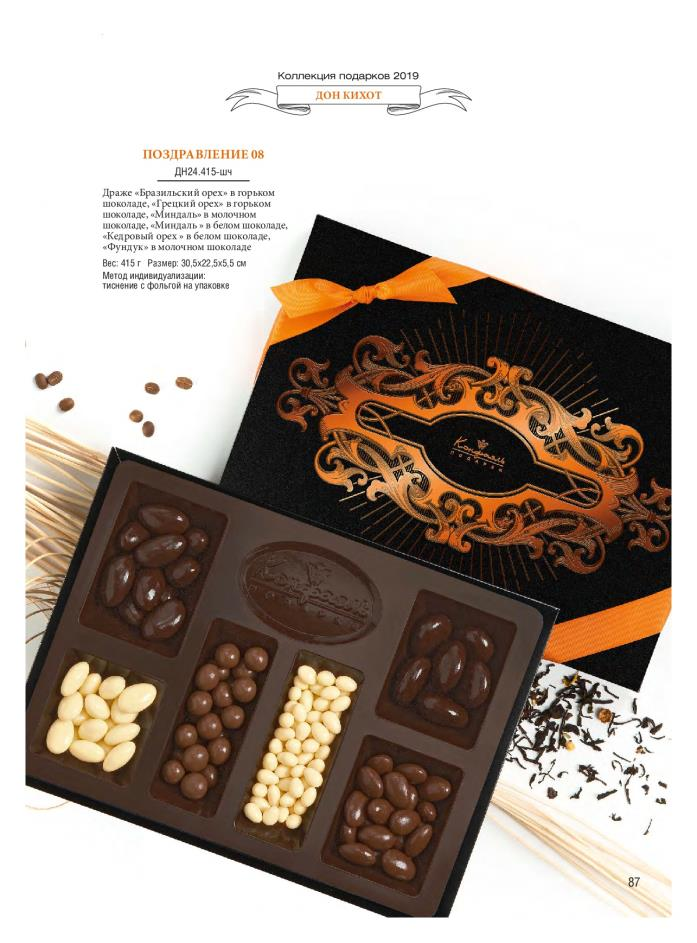 Коллекция подарков 2019
ДОН КИХОТ
ПОЗДРАВЛЕНИЕ 08
ДН24.415-шч
Драже «Бразильский орех» в горьком
шоколаде, «Грецкий орех» в горьком
шоколаде, «Миндаль» в молочном
шоколаде, «Миндаль » в белом шоколаде,
«Кедровый орех » в белом шоколаде,
«Фундук» в молочном шоколаде
Вес: 415 г Размер: 30,5х22,5х5,5 см
Метод индивидуализации:
тиснение с фольгой на упаковке
Конфаэль
ПОДАРКИ
Конфаэль
ПОДАРКИ
87